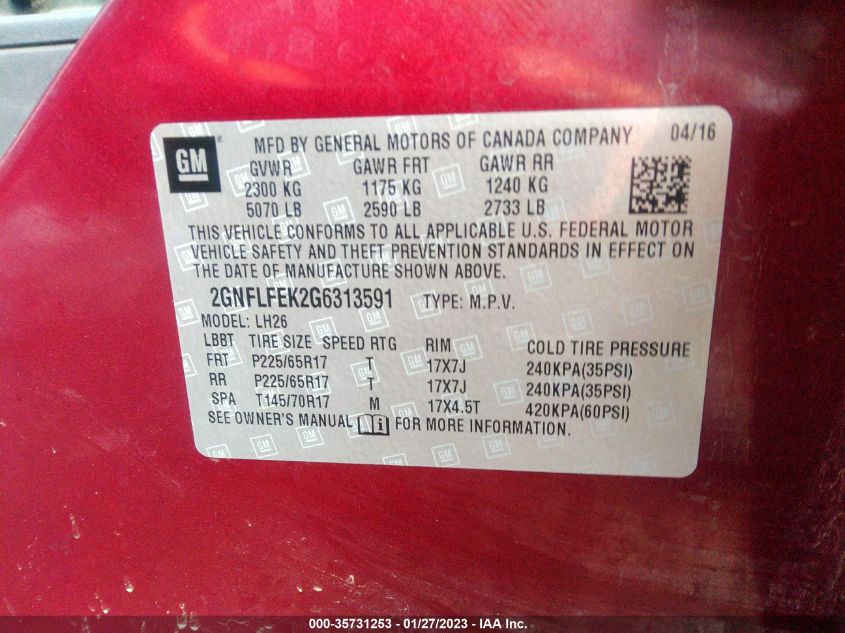 GM
MFD BY GENERAL MOTORS OF CANADA COMPANY 04/16
GVWR GAWR FRT GAWR RR
2300 KG 1175 KG 1240 KG
5070 LB 2590 LB 2733 LB
THIS VEHICLE CONFORMS TO ALL APPLICABLE U.S. FEDERAL MOTOR
VEHICLE SAFETY AND THEFT PREVENTION STANDARDS IN EFFECT ON
THE DATE OF MANUFACTURE SHOWN ABOVE.
2GNFLFEK2G6313591 TYPE: M.P.V.
MODEL: LH26
LBBT TIRE SIZE SPEED RTG RIM COLD TIRE PRESSURE
FRT P225/65R17 T 17X7J 240KPA(35PSI)
RR P225/65R17 T 17X7J 240KPA(35PSI)
SPA T145/70R17 M 17X4.5T 420KPA(60PSI)
SEE OWNER'S MANUAL FOR MORE INFORMATION.
000-35731253 - 01/27/2023 - IAA Inc.